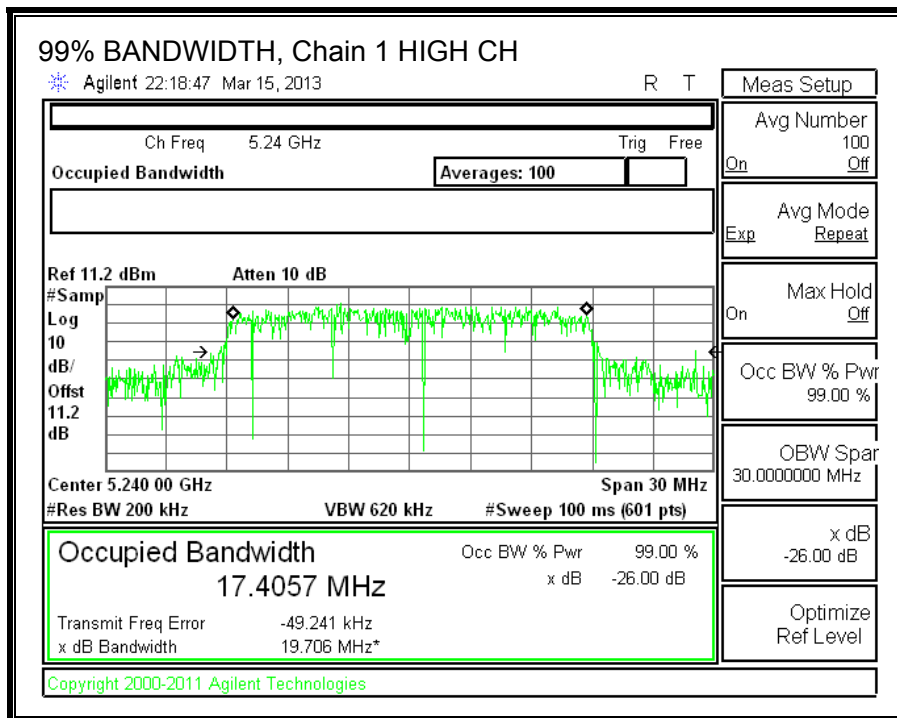 99% BANDWIDTH, Chain 1 HIGH CH
Agilent 22:18:47 Mar 15, 2013 R T
Meas Setup
Ch Freq 5.24 GHz Trig Free
Occupied Bandwidth Averages: 100
Ref 11.2 dBm Atten 10 dB
#Samp
Log
10
dB/
Offst
11.2
dB
Center 5.240 00 GHz Span 30 MHz
#Res BW 200 kHz VBW 620 kHz #Sweep 100 ms (601 pts)
Occupied Bandwidth Occ BW % Pwr 99.00 %
17.4057 MHz x dB -26.00 dB
Transmit Freq Error -49.241 kHz
x dB Bandwidth 19.706 MHz*
Copyright 2000-2011 Agilent Technologies
Avg Number
100
On Off
Avg Mode
Exp Repeat
Max Hold
On Off
Occ BW % Pwr
99.00 %
OBW Span
30.0000000 MHz
x dB
-26.00 dB
Optimize
Ref Level